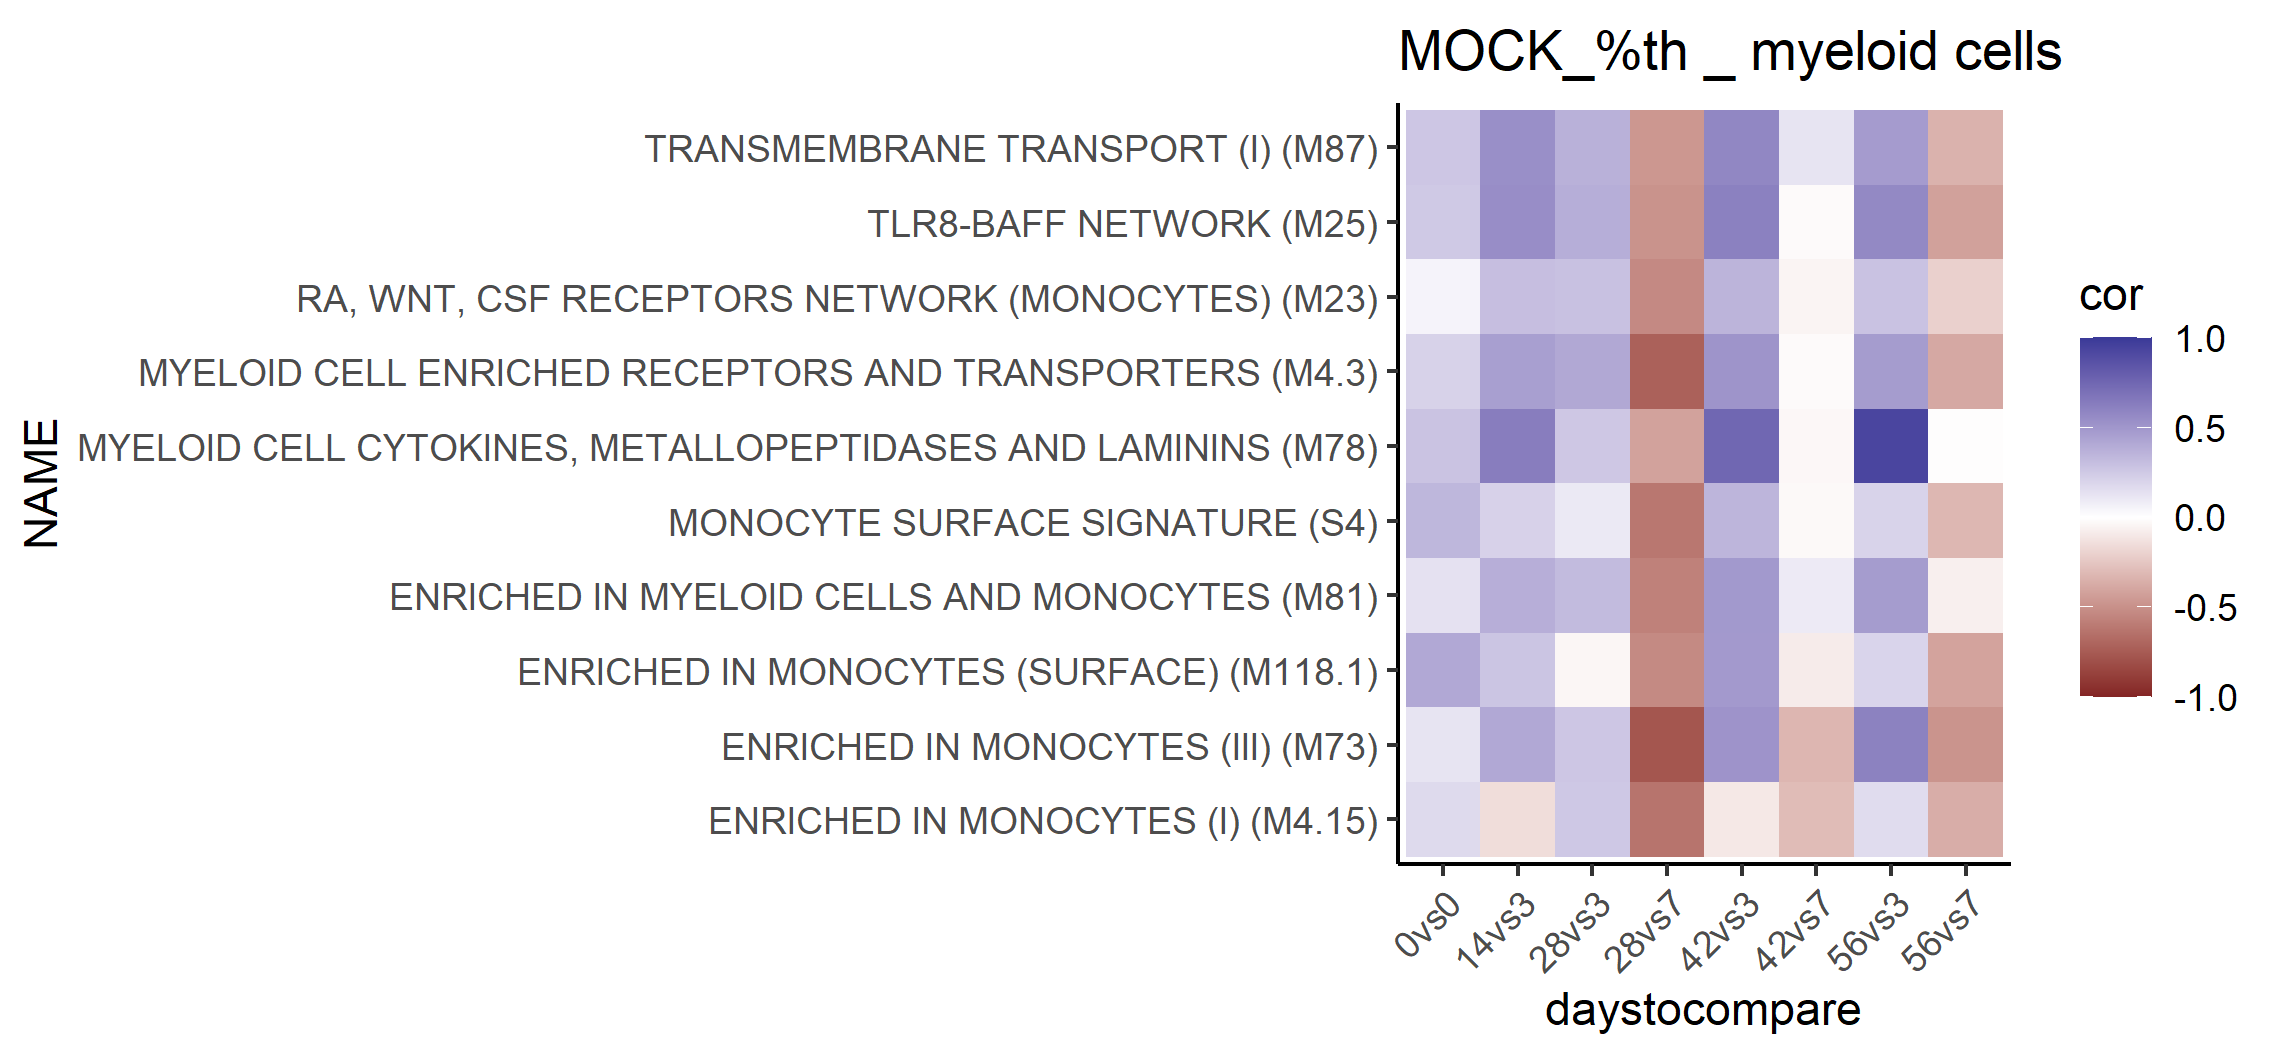 MOCK_%th _ myeloid cells
NAME
TRANSMEMBRANE TRANSPORT (I) (M87)
TLR8-BAFF NETWORK (M25)
RA, WNT, CSF RECEPTORS NETWORK (MONOCYTES) (M23)
MYELOID CELL ENRICHED RECEPTORS AND TRANSPORTERS (M4.3)
MYELOID CELL CYTOKINES, METALLOPEPTIDASES AND LAMININS (M78)
MONOCYTE SURFACE SIGNATURE (S4)
ENRICHED IN MYELOID CELLS AND MONOCYTES (M81)
ENRICHED IN MONOCYTES (SURFACE) (M118.1)
ENRICHED IN MONOCYTES (III) (M73)
ENRICHED IN MONOCYTES (I) (M4.15)
0vs0
14vs3
28vs3
28vs7
42vs3
42vs7
56vs3
56vs7
daystocompare
cor
1.0
0.5
0.0
-0.5
-1.0